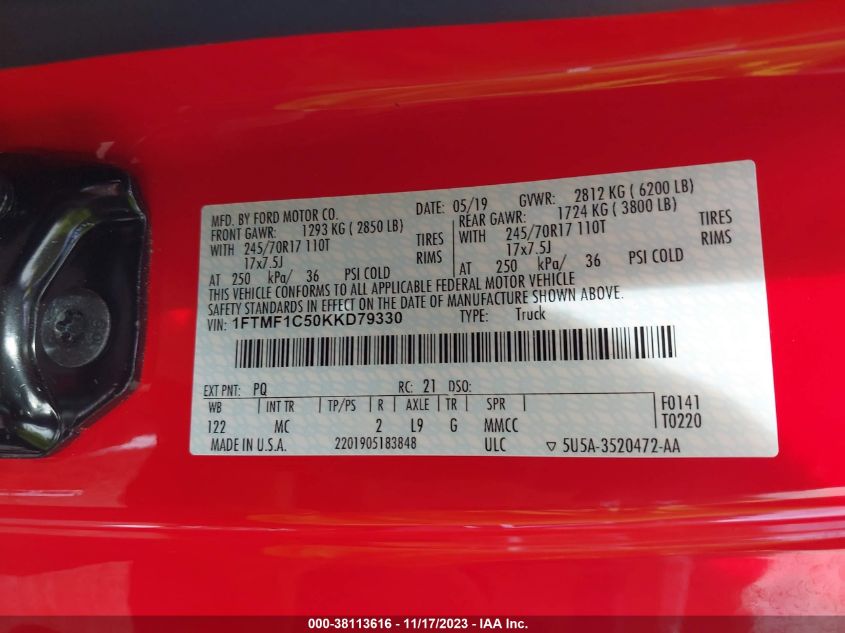 MFD. BY FORD MOTOR CO. DATE: 05/19 GVWR: 2812 KG ( 6200 LB)
FRONT GAWR: 1293 KG ( 2850 LB) REAR GAWR: 1724 KG ( 3800 LB)
WITH 245/70R17 110T TIRES WITH 245/70R17 110T TIRES
17x7.5J RIMS 17x7.5J RIMS
AT 250 kPa/ 36 PSI COLD AT 250 kPa/ 36 PSI COLD
THIS VEHICLE CONFORMS TO ALL APPLICABLE FEDERAL MOTOR VEHICLE
SAFETY STANDARDS IN EFFECT ON THE DATE OF MANUFACTURE SHOWN ABOVE.
VIN: 1FTMF1C50KKD79330 TYPE: Truck
EXT PNT: PQ RC: 21 DSO:
WB INT TR TP/PS R AXLE TR SPR F0141
122 MC 2 L9 G MMCC T0220
MADE IN U.S.A. 2201905183848 ULC ▽ 5U5A-3520472-AA
000-38113616 - 11/17/2023 - IAA Inc.